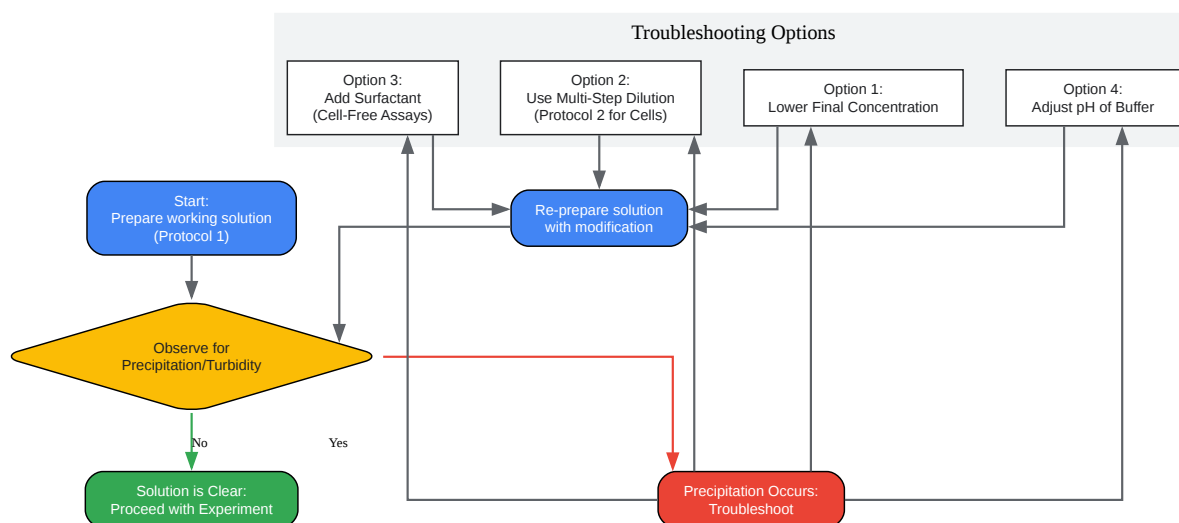 Troubleshooting Options
Option 3:
Add Surfactant
(Cell-Free Assays)
Option 2:
Use Multi-Step Dilution
(Protocol 2 for Cells)
Option 1:
Lower Final Concentration
Option 4:
Adjust pH of Buffer
Start:
Prepare working solution
(Protocol 1)
Re-prepare solution
with modification
Observe for
Precipitation/Turbidity
No
Yes
Solution is Clear:
Proceed with Experiment
Precipitation Occurs:
Troubleshoot